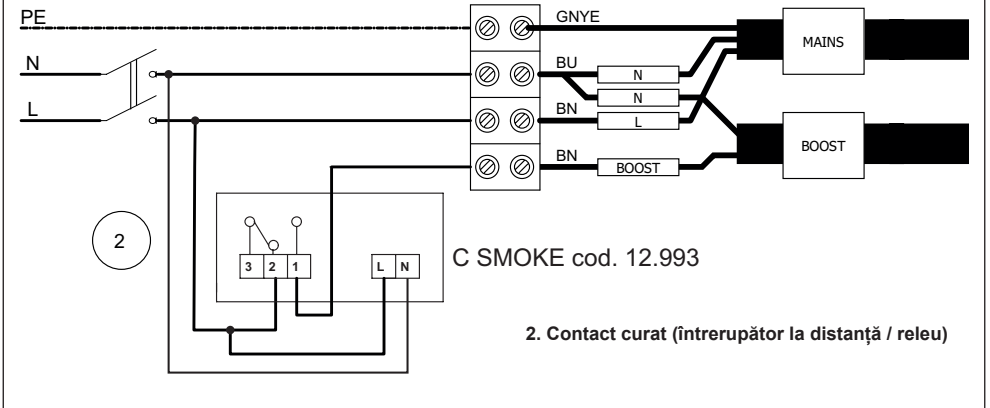 PE
GNYE
MAINS
N
BU
N
N
L
BN
L
BOOST
BN
BOOST
2
3 2 1
L N
C SMOKE cod. 12.993
2. Contact curat (întrerupător la distanță / releu)